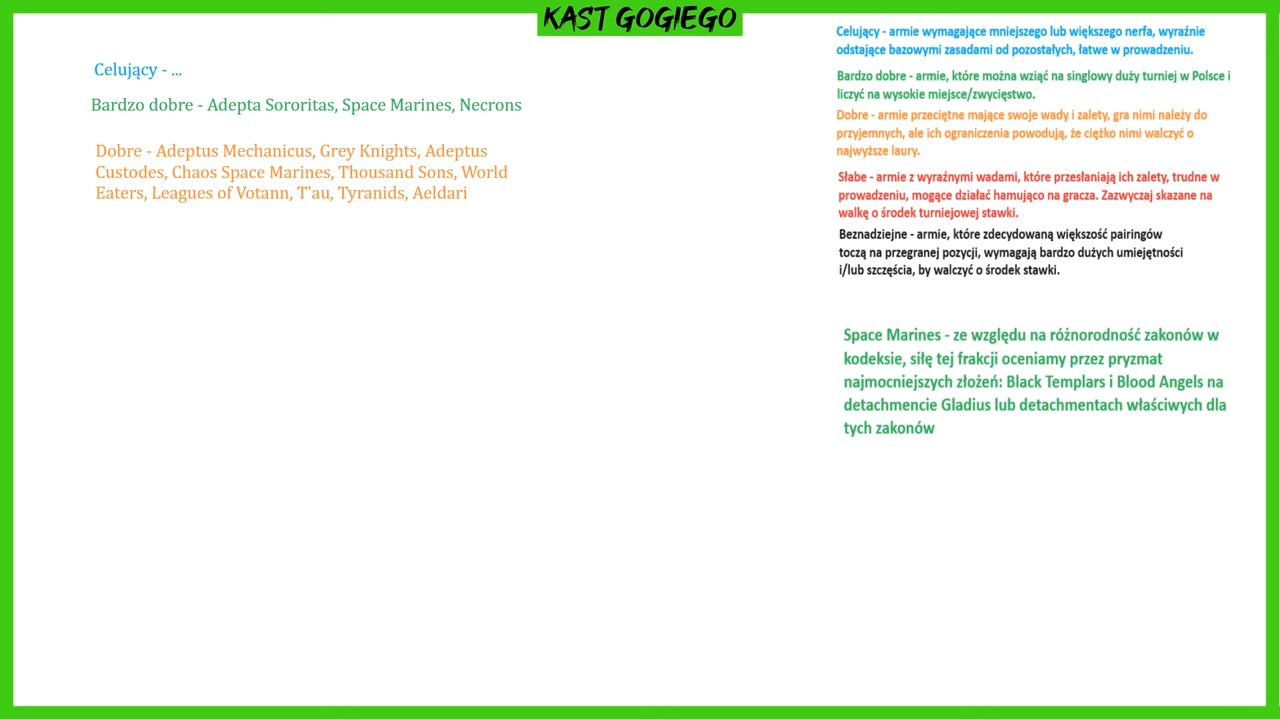 KAST GOGIEGO
Celujący - ...
Bardzo dobre - Adepta Sororitas, Space Marines, Necrons
Dobre - Adeptus Mechanicus, Grey Knights, Adeptus
Custodes, Chaos Space Marines, Thousand Sons, World
Eaters, Leagues of Votann, T'au, Tyranids, Aeldari
Celujący - armie wymagające mniejszego lub większego nerfa, wyraźnie
odstające bazowymi zasadami od pozostałych, łatwe w prowadzeniu.
Bardzo dobre - armie, które można wziąć na singlowy duży turniej w Polsce i
liczyć na wysokie miejsce/zwycięstwo.
Dobre - armie przeciętne mające swoje wady i zalety, gra nimi należy do
przyjemnych, ale ich ograniczenia powodują, że ciężko nimi walczyć o
najwyższe laury.
Słabe - armie z wyraźnymi wadami, które przesłaniają ich zalety, trudne w
prowadzeniu, mogące działać hamująco na gracza. Zazwyczaj skazane na
walkę o środek turniejowej stawki.
Beznadziejne - armie, które zdecydowaną większość pairingów
toczą na przegranej pozycji, wymagają bardzo dużych umiejętności
i/lub szczęścia, by walczyć o środek stawki.
Space Marines - ze względu na różnorodność zakonów w
kodeksie, siłę tej frakcji oceniamy przez pryzmat
najmocniejszych złożeń: Black Templars i Blood Angels na
detachmencie Gladius lub detachmentach właściwych dla
tych zakonów